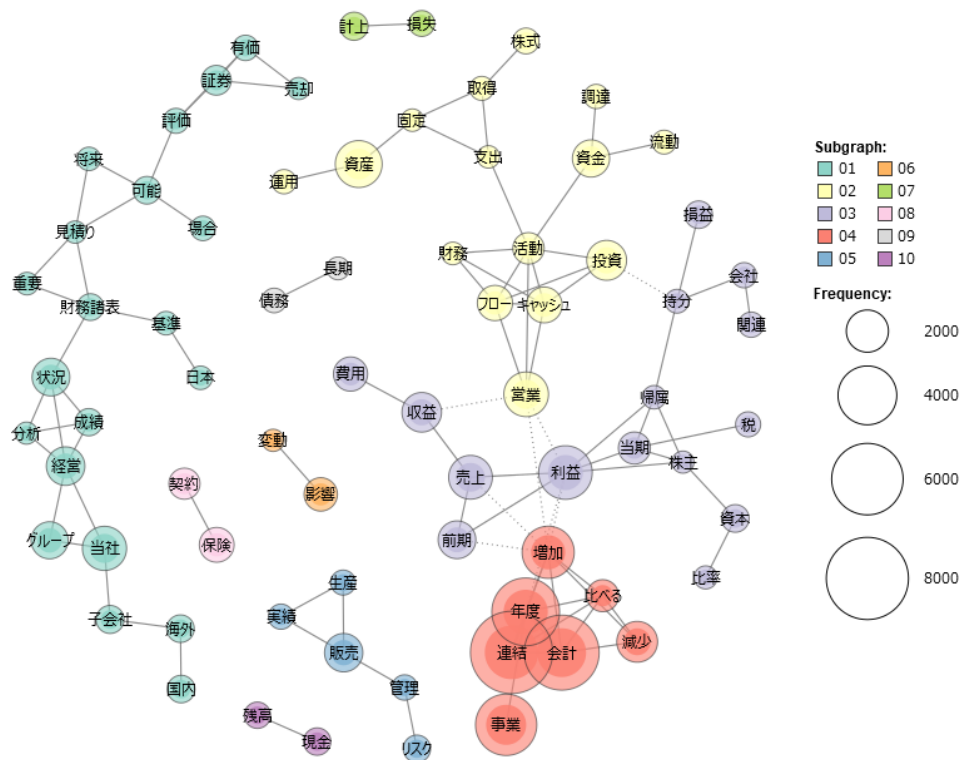 計上
損失
有価
証券
売却
評価
将来
可能
見積り
場合
重要
財務諸表
基準
日本
状況
分析
成績
経営
グループ
当社
子会社
海外
国内
株式
取得
固定
支出
資産
運用
調達
資金
流動
財務
活動
投資
フロー
キャッシュ
営業
長期
債務
費用
収益
売上
利益
前期
損益
持分
会社
関連
帰属
当期
株主
税
資本
比率
変動
影響
契約
保険
増加
年度
比べる
連結
会計
減少
事業
生産
実績
販売
管理
リスク
残高
現金
Subgraph:
01 06
02 07
03 08
04 09
05 10
Frequency:
2000
4000
6000
8000